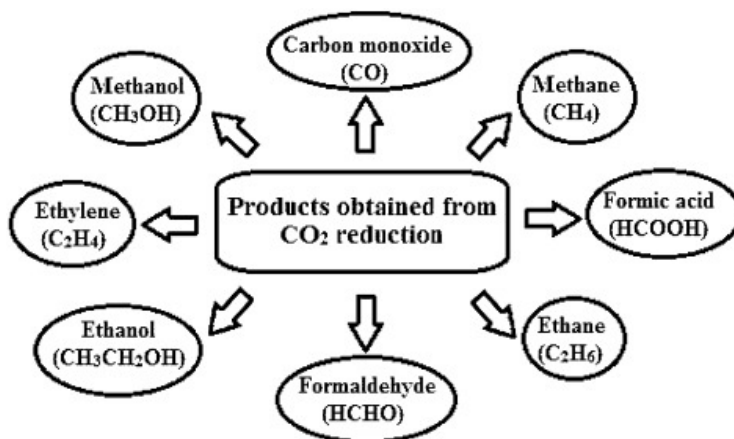 Carbon monoxide
(CO)
Methanol
(CH3OH)
Methane
(CH₄)
Products obtained from
CO₂ reduction
Ethylene
(C₂H₄)
Formic acid
(HCOOH)
Ethanol
(CH3CH2OH)
Formaldehyde
(HCHO)
Ethane
(C₂H₆)